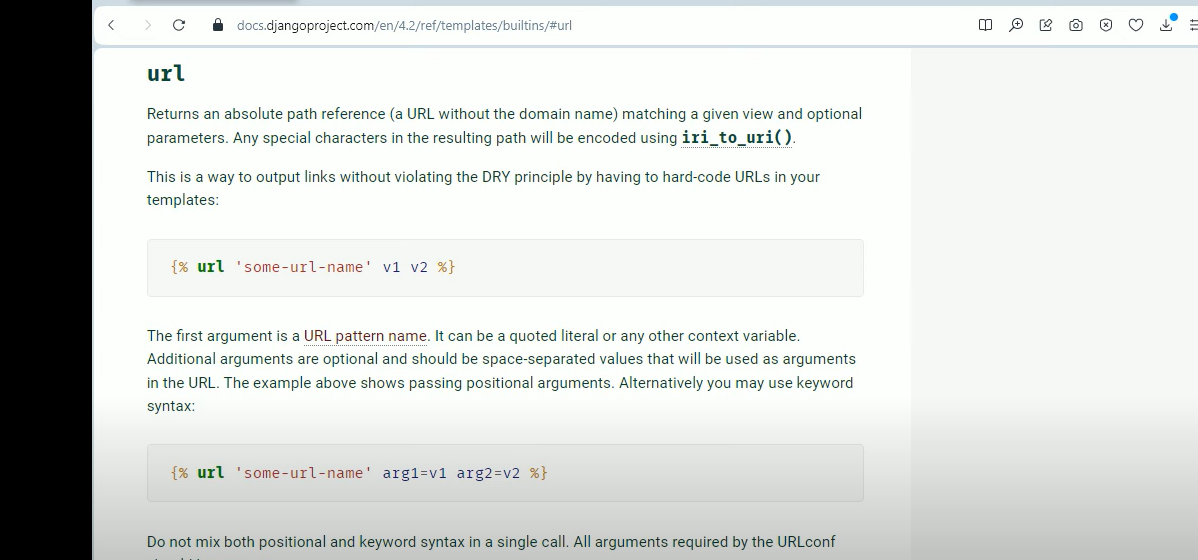 docs.djangoproject.com/en/4.2/ref/templates/builtins/#url
url
Returns an absolute path reference (a URL without the domain name) matching a given view and optional
parameters. Any special characters in the resulting path will be encoded using iri_to_uri().
This is a way to output links without violating the DRY principle by having to hard-code URLs in your
templates:
{% url 'some-url-name' v1 v2 %}
The first argument is a URL pattern name. It can be a quoted literal or any other context variable.
Additional arguments are optional and should be space-separated values that will be used as arguments
in the URL. The example above shows passing positional arguments. Alternatively you may use keyword
syntax:
{% url 'some-url-name' arg1=v1 arg2=v2 %}
Do not mix both positional and keyword syntax in a single call. All arguments required by the URLconf